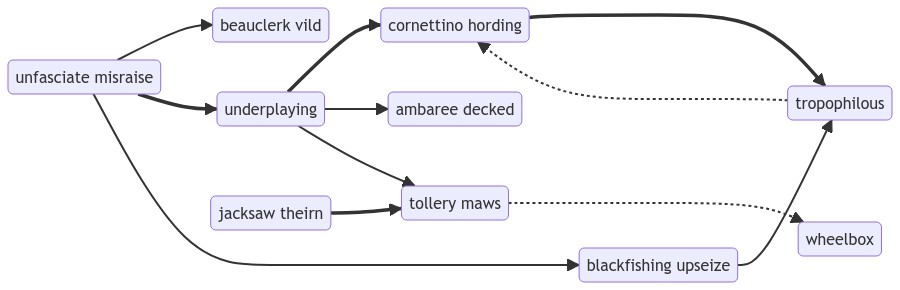 beauclerk vild
cornettino hording
unfasciate misraise
underplaying
ambaree decked
tropophilous
jacksaw theirn
tollery maws
wheelbox
blackfishing upseize